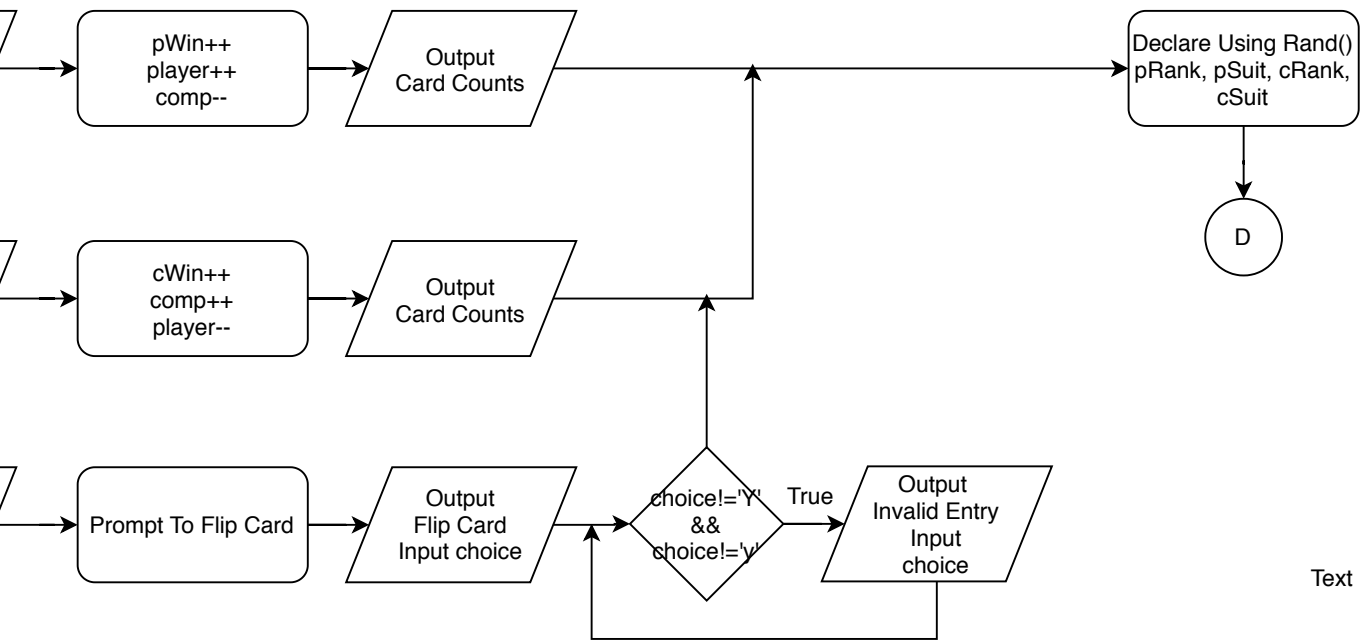 pWin++
player++
comp--
Output
Card Counts
Declare Using Rand()
pRank, pSuit, cRank,
cSuit
D
cWin++
comp++
player--
Output
Card Counts
Prompt To Flip Card
Output
Flip Card
Input choice
choice!='Y'
&&
choice!='y'
True
Output
Invalid Entry
Input
choice
Text